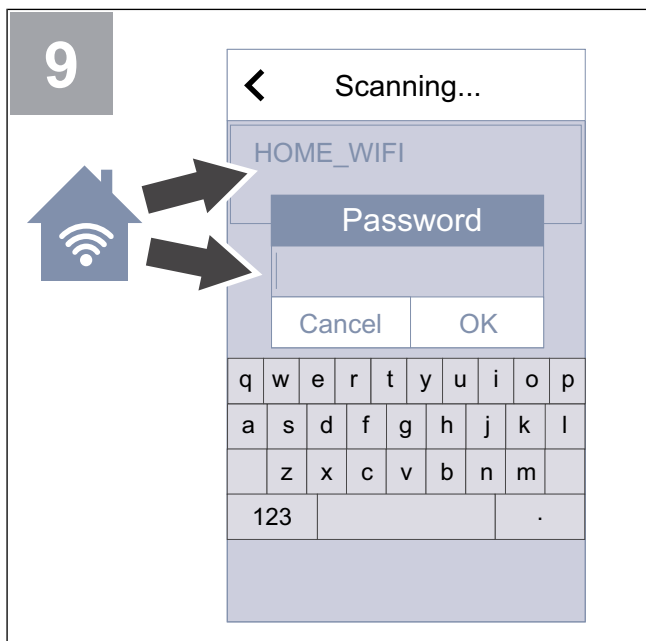 9
Scanning...
HOME_WIFI
Password
Cancel OK
q w e r t y u i o p
a s d f g h j k l
z x c v b n m
123 .